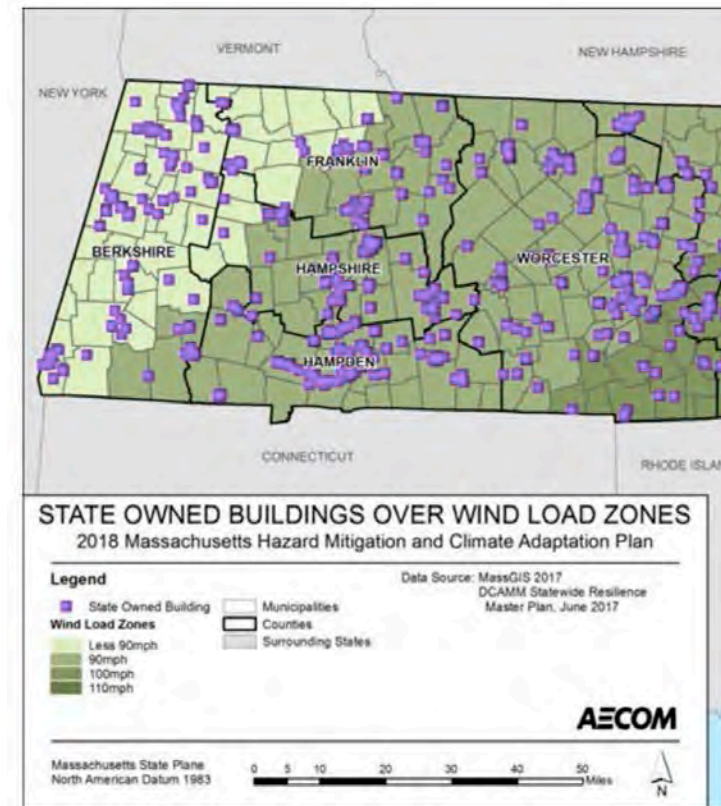 VERMONT
NEW HAMPSHIRE
NEW YORK
FRANKLIN
BERKSHIRE
HAMPSHIRE
WORCESTER
HAMPDEN
CONNECTICUT
RHODE ISLAN
STATE OWNED BUILDINGS OVER WIND LOAD ZONES
2018 Massachusetts Hazard Mitigation and Climate Adaptation Plan
Legend
State Owned Building
Wind Load Zones
Less 90mph
90mph
100mph
110mph
Municipalities
Counties
Surrounding States
Data Source: MassGIS 2017
DCAMM Statewide Resilience
Master Plan, June 2017
AECOM
Massachusetts State Plane
North American Datum 1983
0 5 10 20 30 40 50 Miles
N